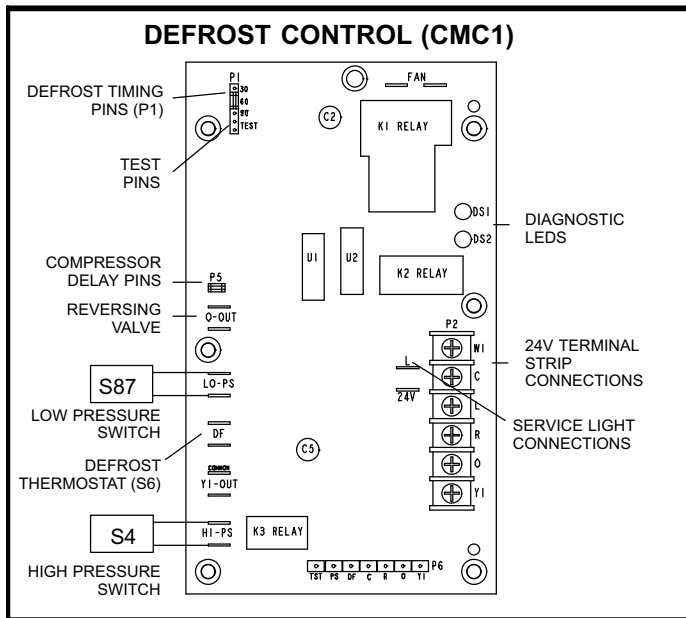 DEFROST CONTROL (CMC1)
DEFROST TIMING
PINS (P1)
TEST
PINS
COMPRESSOR
DELAY PINS
REVERSING
VALVE
S87
LOW PRESSURE
SWITCH
DEFROST
THERMOSTAT (S6)
S4
HIGH PRESSURE
SWITCH
P1
30
60
90
TEST
C2
FAN
K1 RELAY
DS1
DS2
U1
U2
K2 RELAY
P5
O-OUT
LO-PS
DF
COMMON
Y1-OUT
HI-PS
K3 RELAY
C5
L
24V
P2
W1
C
L
R
O
Y1
P6
TST PS DF C R O Y1
DIAGNOSTIC
LEDS
24V TERMINAL
STRIP
CONNECTIONS
SERVICE LIGHT
CONNECTIONS